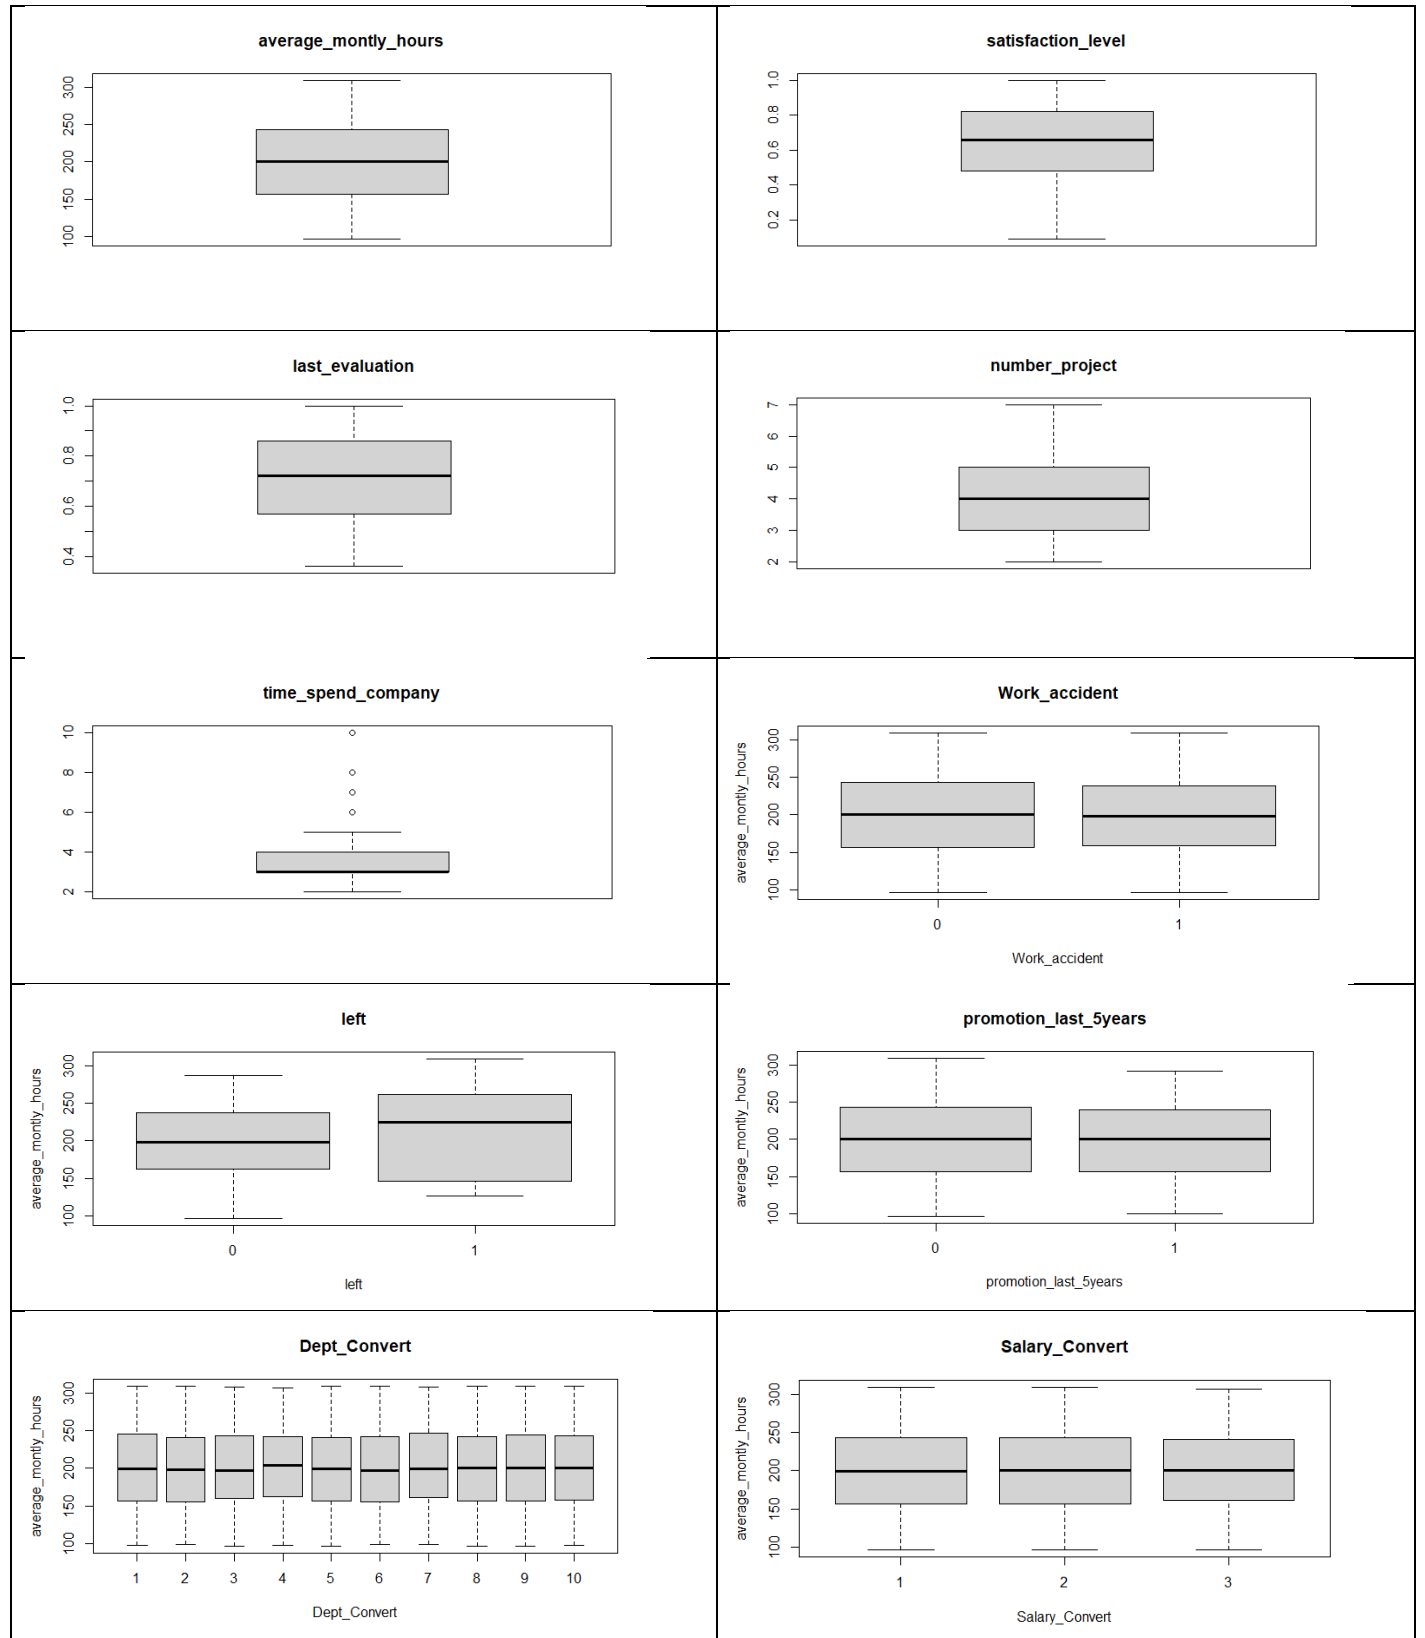 average_montly_hours
300
250
200
150
100
satisfaction_level
1.0
0.8
0.6
0.4
0.2
last_evaluation
1.0
0.8
0.6
0.4
number_project
7
6
5
4
3
2
time_spend_company
10
8
6
4
2
Work_accident
average_montly_hours
300
250
200
150
100
0 1
Work_accident
left
average_montly_hours
300
250
200
150
100
0 1
left
promotion_last_5years
average_montly_hours
300
250
200
150
100
0 1
promotion_last_5years
Dept_Convert
average_montly_hours
300
250
200
150
100
1 2 3 4 5 6 7 8 9 10
Dept_Convert
Salary_Convert
average_montly_hours
300
250
200
150
100
1 2 3
Salary_Convert